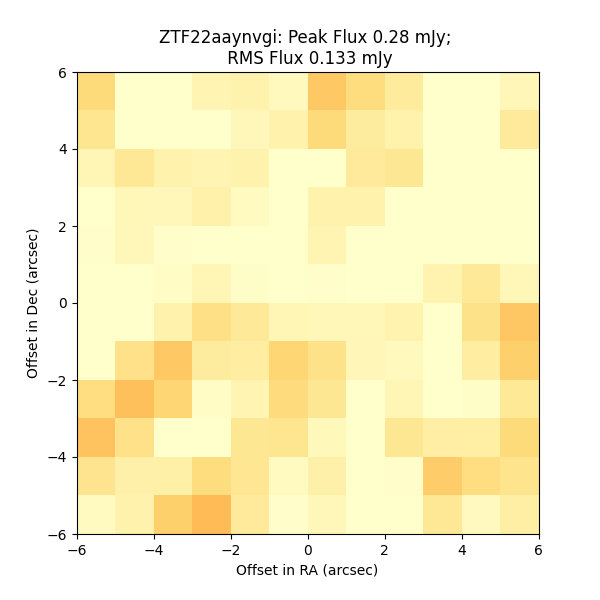 ZTF22aaynvgi: Peak Flux 0.28 mJy;
RMS Flux 0.133 mJy
6
4
2
0
−2
−4
−6
Offset in Dec (arcsec)
−6 −4 −2 0 2 4 6
Offset in RA (arcsec)